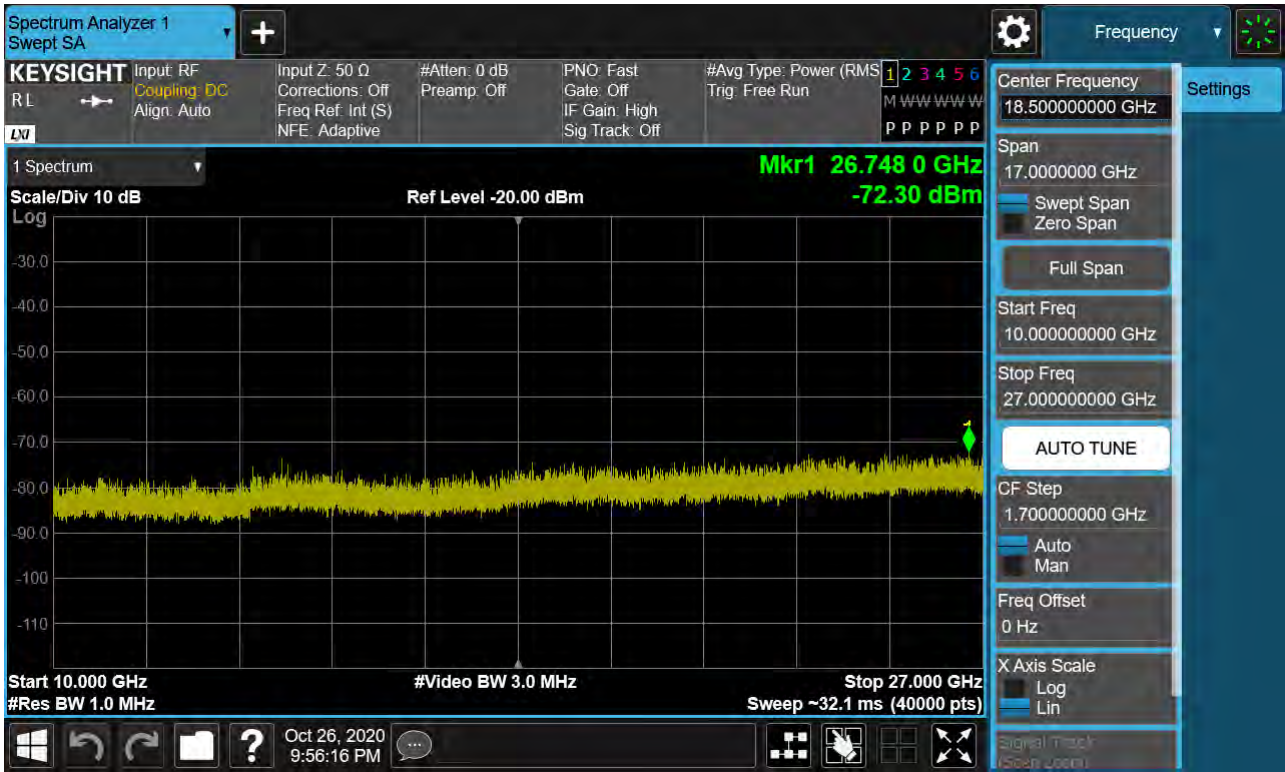 Spectrum Analyzer 1
Swept SA
+
Frequency
KEYSIGHT
RL
LXI
Input: RF
Coupling: DC
Align: Auto
Input Z: 50 Ω
Corrections: Off
Freq Ref: Int (S)
NFE: Adaptive
#Atten: 0 dB
Preamp: Off
PNO: Fast
Gate: Off
IF Gain: High
Sig Track: Off
#Avg Type: Power (RMS
Trig: Free Run
1 2 3 4 5 6
M W W W W W
P P P P P P
1 Spectrum
Scale/Div 10 dB
Log
Ref Level -20.00 dBm
Mkr1 26.748 0 GHz
-72.30 dBm
-30.0
-40.0
-50.0
-60.0
-70.0
-80.0
-90.0
-100
-110
1
Start 10.000 GHz
#Res BW 1.0 MHz
#Video BW 3.0 MHz
Stop 27.000 GHz
Sweep ~32.1 ms (40000 pts)
Center Frequency
18.500000000 GHz
Settings
Span
17.0000000 GHz
Swept Span
Zero Span
Full Span
Start Freq
10.000000000 GHz
Stop Freq
27.000000000 GHz
AUTO TUNE
CF Step
1.700000000 GHz
Auto
Man
Freq Offset
0 Hz
X Axis Scale
Log
Lin
Signal Track
(Span Zoom)
?
Oct 26, 2020
9:56:16 PM